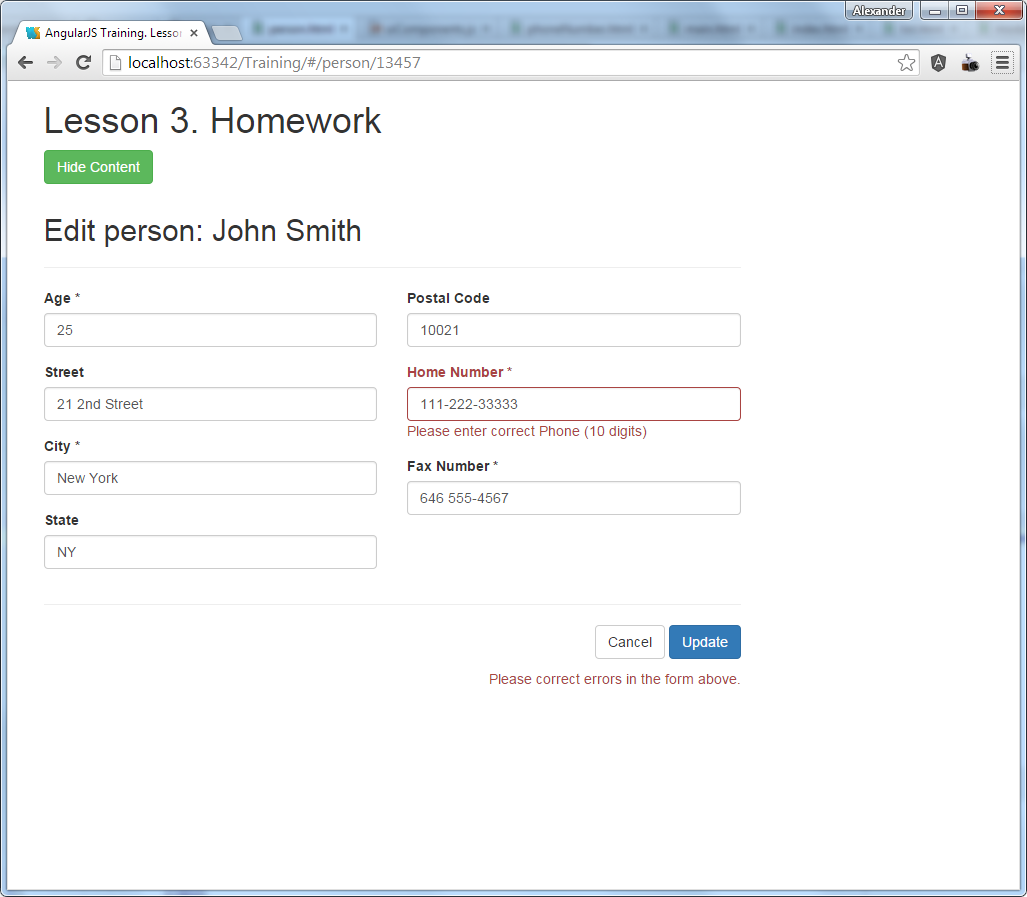 Alexander
AngularJS Training. Lesso
localhost:63342/Training/#/person/13457
Lesson 3. Homework
Hide Content
Edit person: John Smith
Age *
25
Street
21 2nd Street
City *
New York
State
NY
Postal Code
10021
Home Number *
111-222-33333
Please enter correct Phone (10 digits)
Fax Number *
646 555-4567
Cancel
Update
Please correct errors in the form above.